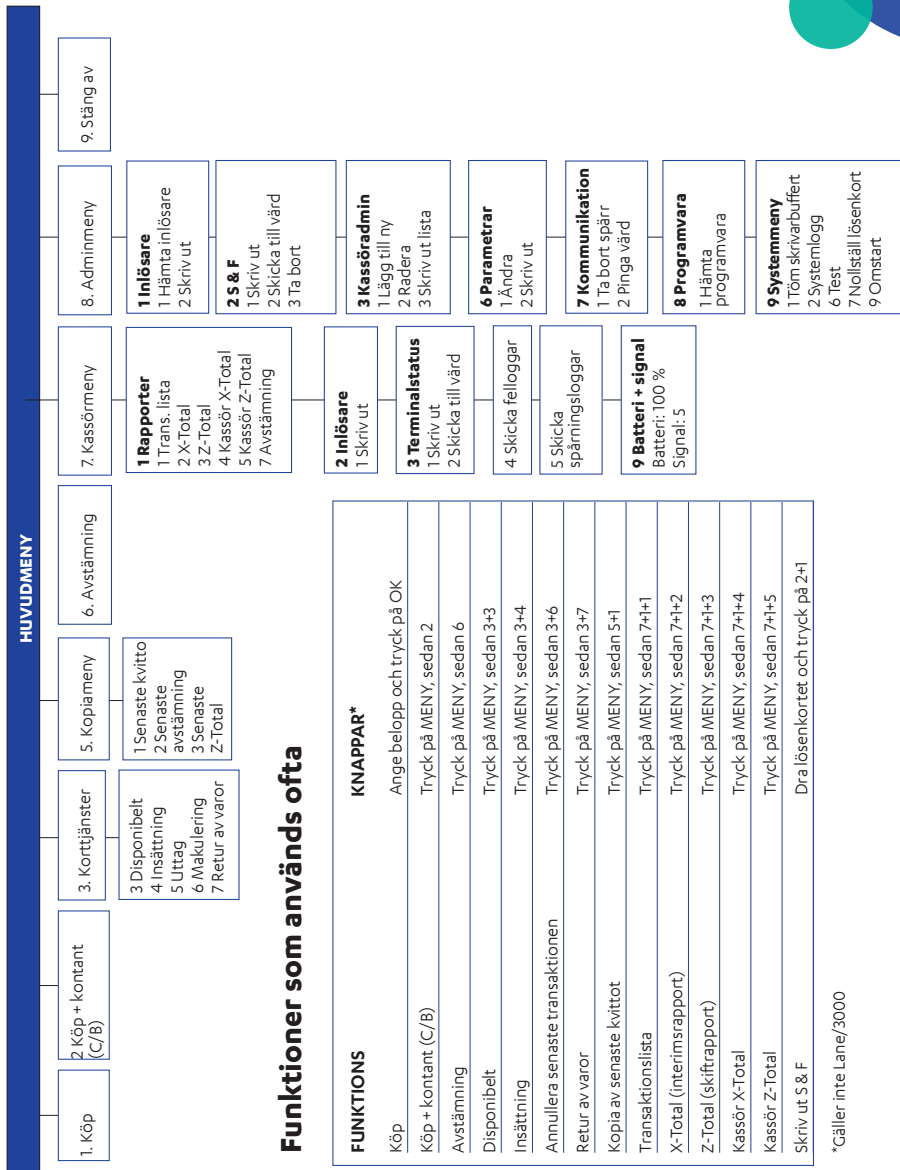 HUVUDMENY
1. Köp
2 Köp + kontant
(C/B)
3. Korttjänster
3 Disponibelt
4 Insättning
5 Uttag
6 Makulering
7 Retur av varor
5. Kopiameny
1 Senaste kvitto
2 Senaste
avstämning
3 Senaste
Z-Total
6. Avstämning
7. Kassörmeny
1 Rapporter
1 Trans. lista
2 X-Total
3 Z-Total
4 Kassör X-Total
5 Kassör Z-Total
7 Avstämning
2 Inlösare
1 Skriv ut
3 Terminalstatus
1 Skriv ut
2 Skicka till värd
4 Skicka felloggar
5 Skicka
spårningsloggar
9 Batteri + signal
Batteri: 100 %
Signal: 5
8. Adminmeny
1 Inlösare
1 Hämta inlösare
2 Skriv ut
2 S & F
1 Skriv ut
2 Skicka till värd
3 Ta bort
3 Kassöradmin
1 Lägg till ny
2 Radera
3 Skriv ut lista
6 Parametrar
1 Ändra
2 Skriv ut
7 Kommunikation
1 Ta bort spärr
2 Pinga värd
8 Programvara
1 Hämta
programvara
9 Systemmeny
1 Töm skrivarbuffert
2 Systemlogg
6 Test
7 Nollställ lösenkort
9 Omstart
9. Stäng av
Funktioner som används ofta
FUNKTIONS KNAPPAR*
Köp Ange belopp och tryck på OK
Köp + kontant (C/B) Tryck på MENY, sedan 2
Avstämning Tryck på MENY, sedan 6
Disponibelt Tryck på MENY, sedan 3+3
Insättning Tryck på MENY, sedan 3+4
Annullera senaste transaktionen Tryck på MENY, sedan 3+6
Retur av varor Tryck på MENY, sedan 3+7
Kopia av senaste kvittot Tryck på MENY, sedan 5+1
Transaktionslista Tryck på MENY, sedan 7+1+1
X-Total (interimsrapport) Tryck på MENY, sedan 7+1+2
Z-Total (skiftrapport) Tryck på MENY, sedan 7+1+3
Kassör X-Total Tryck på MENY, sedan 7+1+4
Kassör Z-Total Tryck på MENY, sedan 7+1+5
Skriv ut S & F Dra lösenkortet och tryck på 2+1
*Gäller inte Lane/3000